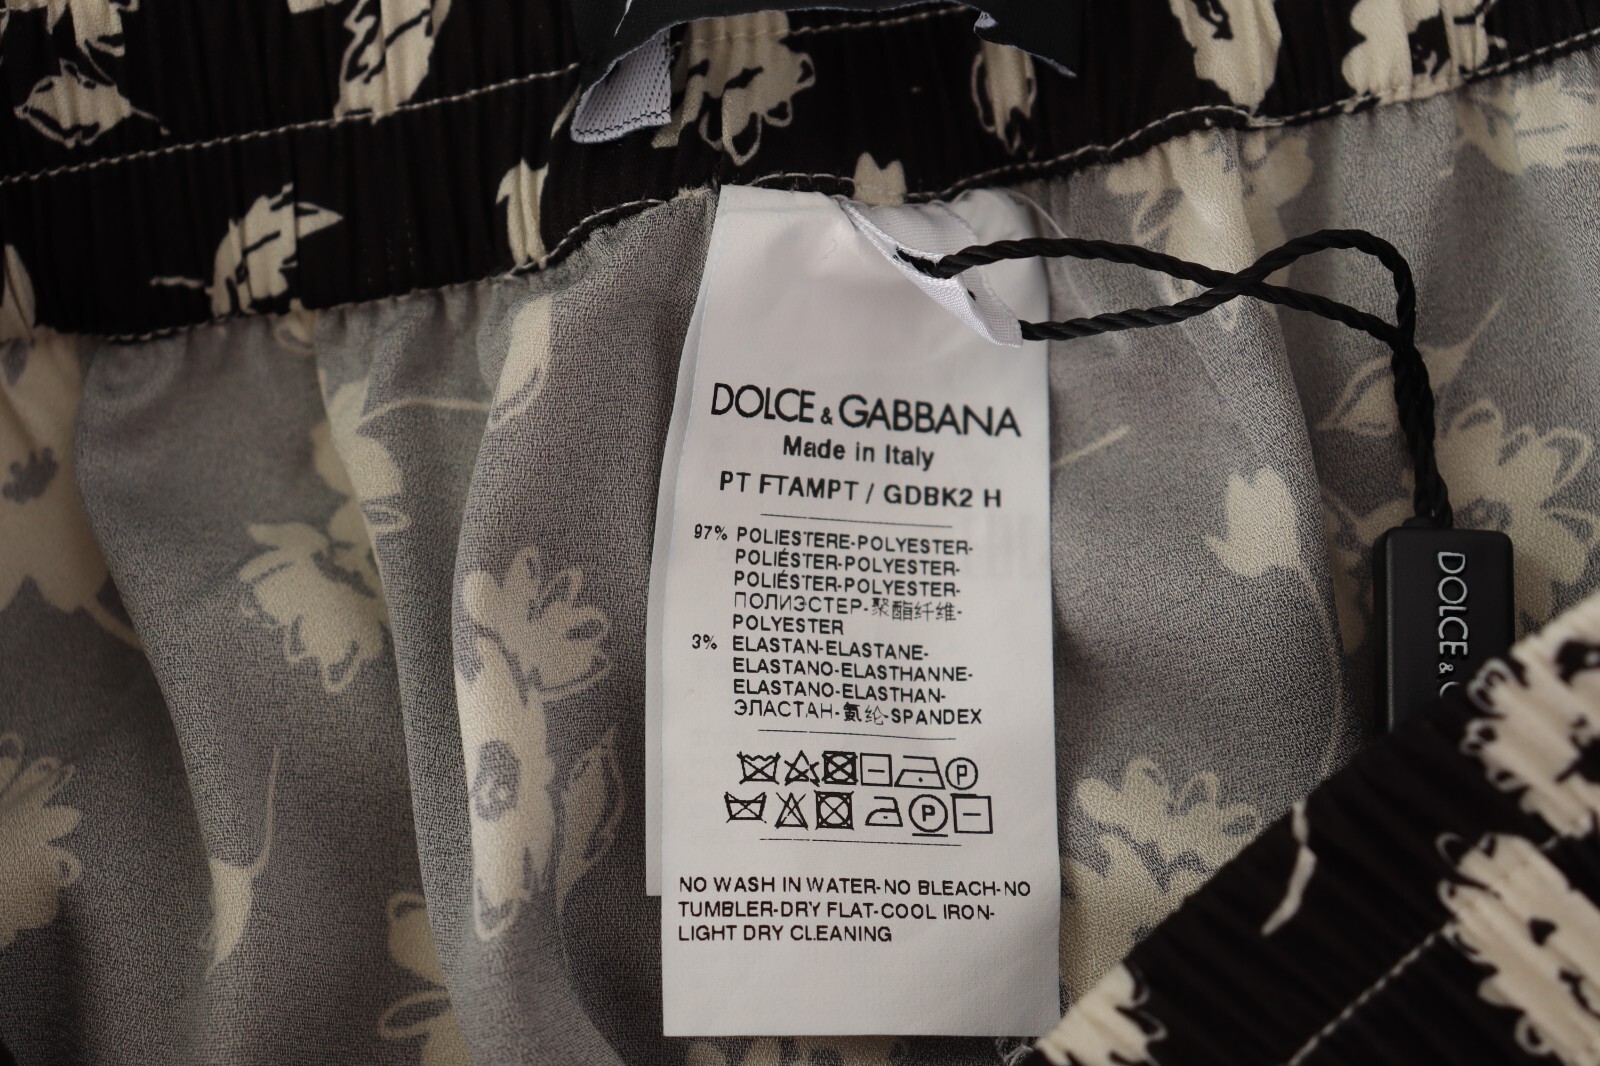 DOLCE & GABBANA
Made in Italy
PT FTAMPT / GDBK2 H
97% POLIESTERE-POLYESTER-
POLIÉSTER-POLYESTER-
POLIÉSTER-POLYESTER-
ПОЛИЭСТЕР-聚酯纤维-
POLYESTER
3% ELASTAN-ELASTANE-
ELASTANO-ELASTHANNE-
ELASTANO-ELASTHAN-
ЭЛАСТАН-氨纶-SPANDEX
P
P
NO WASH IN WATER-NO BLEACH-NO
TUMBLER-DRY FLAT-COOL IRON-
LIGHT DRY CLEANING
DOLCE &